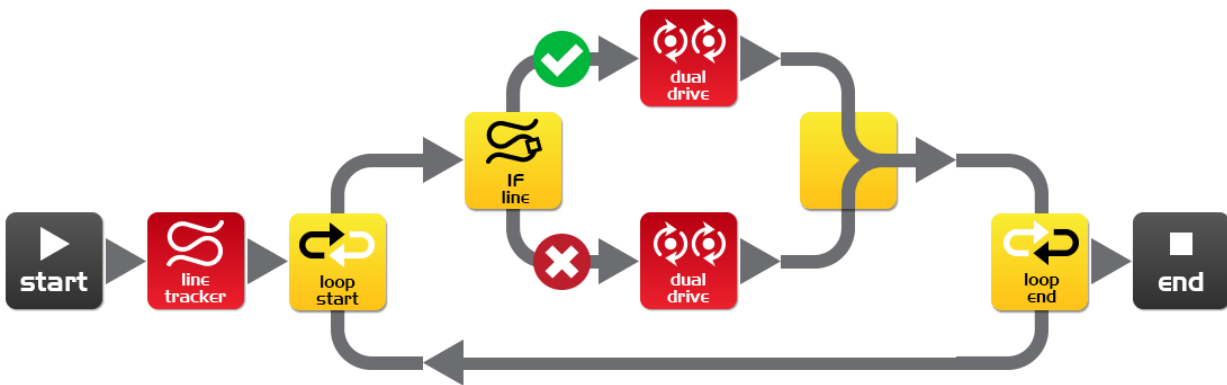 start
line
tracker
loop
start
IF
line
dual
drive
dual
drive
loop
end
end